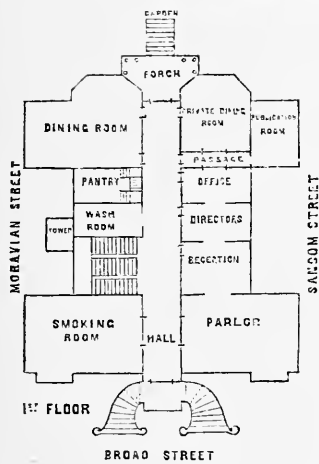 GARDEN
PORCH
DINING ROOM
PRIVATE DINING
ROOM
PUBLICATION
ROOM
PASSAGE
PANTRY
OFFICE
WASH
ROOM
DIRECTORS
TOWER
RECEPTION
MORAVIAN STREET
SANSOM STREET
SMOKING
ROOM
HALL
PARLOR
1ST FLOOR
BROAD STREET